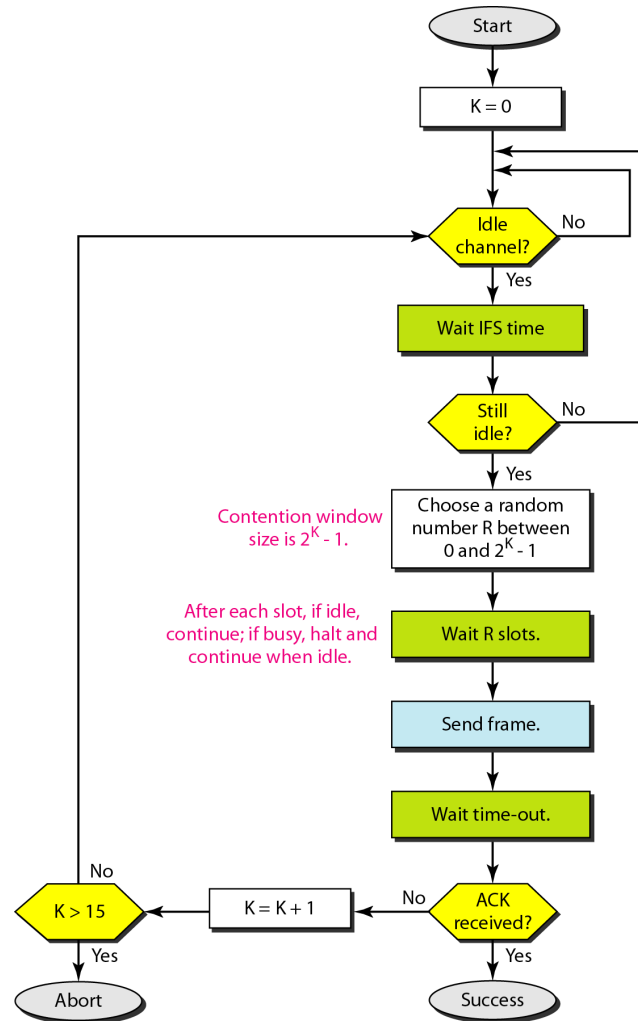 Start
K = 0
Idle
channel?
No
Yes
Wait IFS time
Still
idle?
No
Yes
Contention window
size is 2^K - 1.
Choose a random
number R between
0 and 2^K - 1
After each slot, if idle,
continue; if busy, halt and
continue when idle.
Wait R slots.
Send frame.
Wait time-out.
ACK
received?
No
Yes
K = K + 1
K > 15
No
Yes
Abort
Success